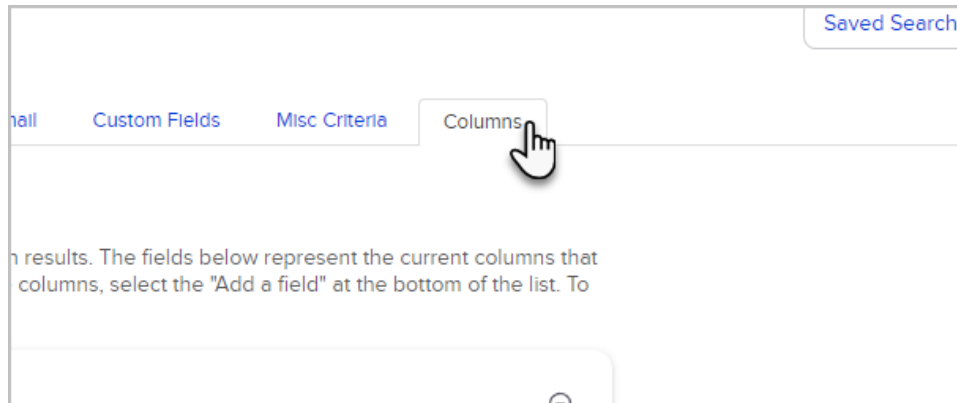 Saved Search
Custom Fields Misc Criteria Columns
results. The fields below represent the current columns that
columns, select the "Add a field" at the bottom of the list. To